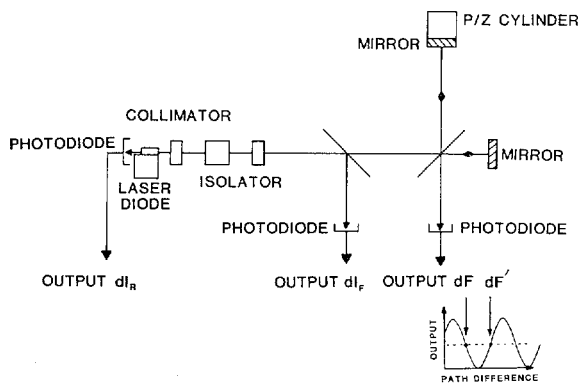 P/Z CYLINDER
MIRROR
COLLIMATOR
PHOTODIODE
LASER
DIODE
ISOLATOR
MIRROR
PHOTODIODE
PHOTODIODE
OUTPUT dI_R
OUTPUT dI_F
OUTPUT dF dF′
OUTPUT
PATH DIFFERENCE